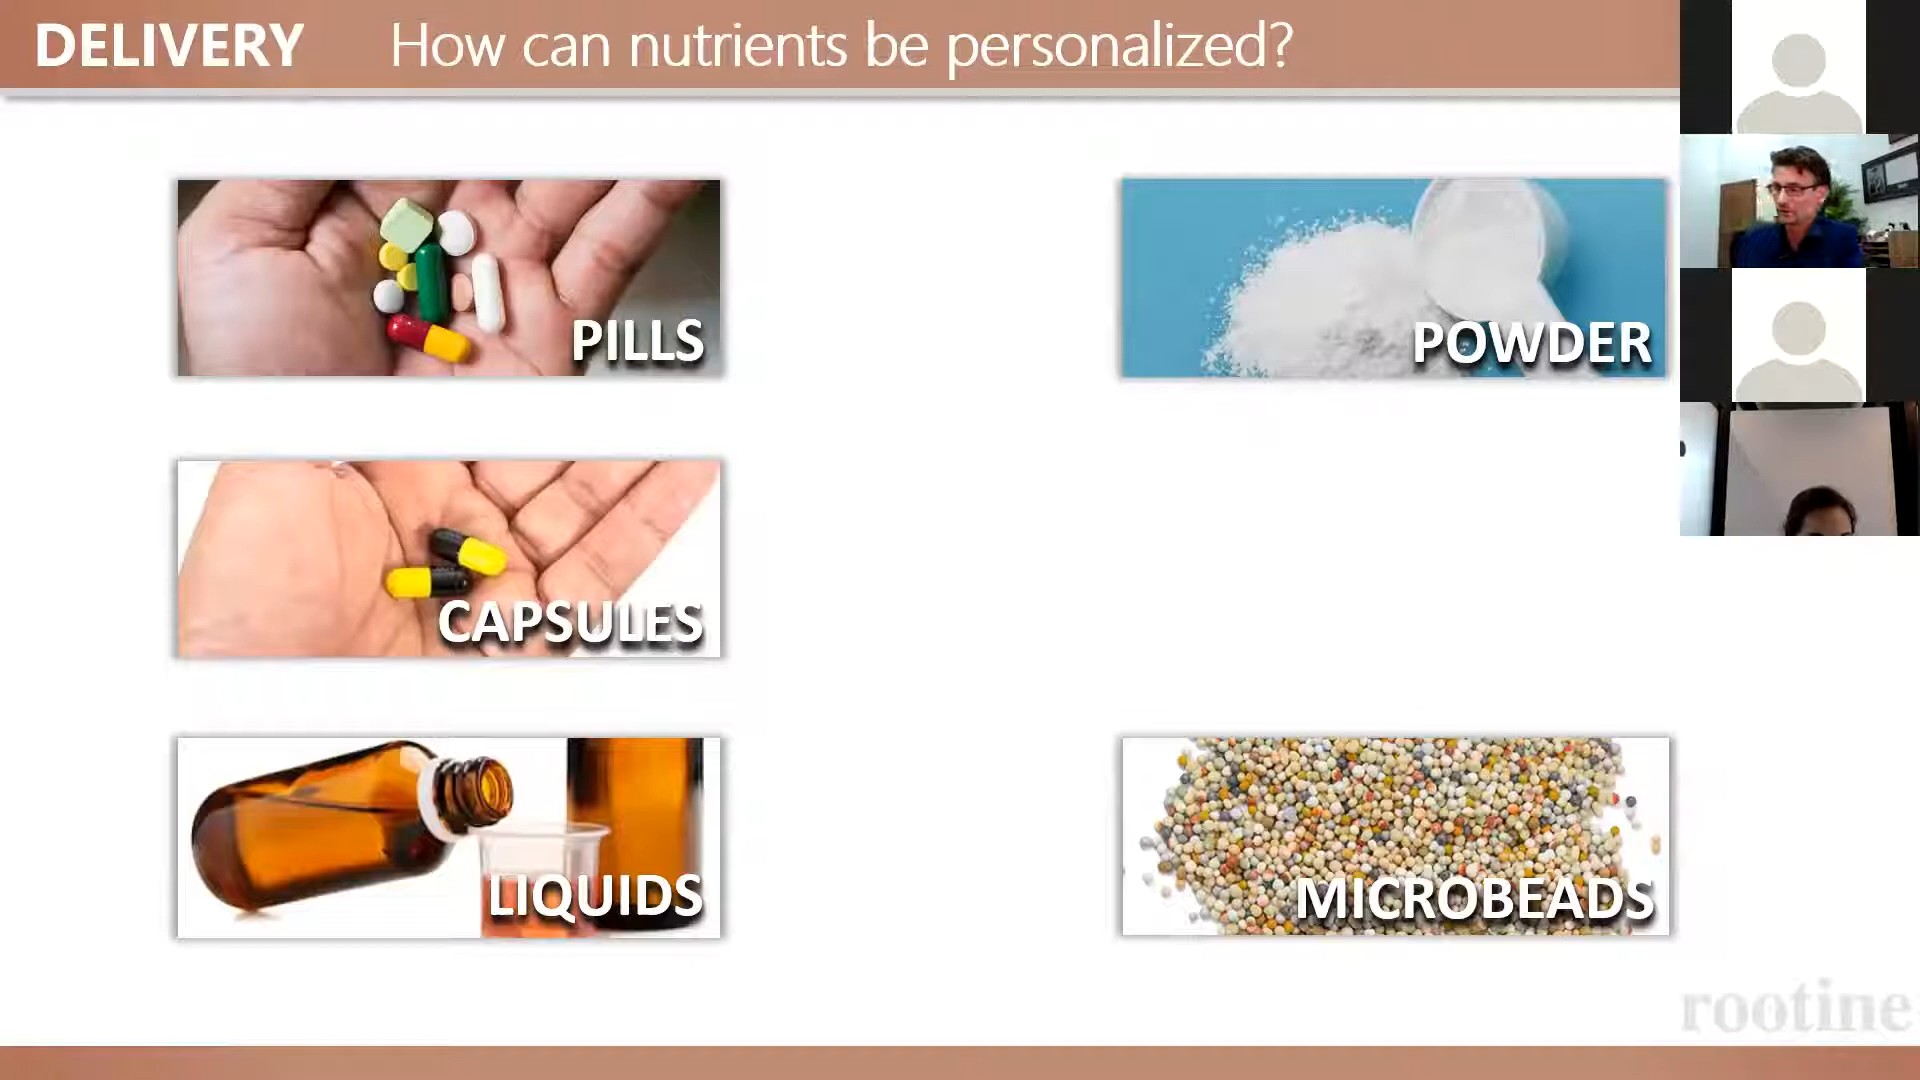 DELIVERY How can nutrients be personalized?
PILLS
POWDER
CAPSULES
LIQUIDS
MICROBEADS
rootine